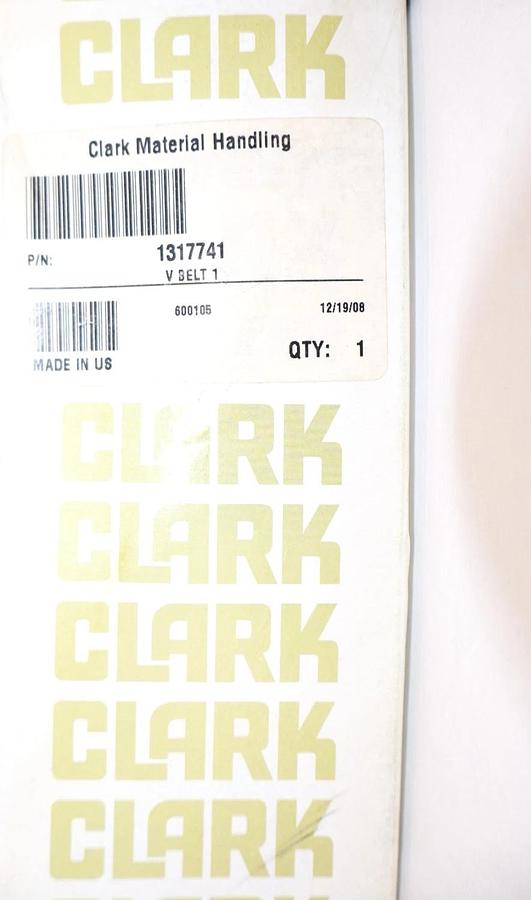 CLARK
Clark Material Handling
P/N: 1317741
V BELT 1
600105 12/19/08
QTY: 1
MADE IN US
CLARK
CLARK
CLARK
CLARK
CLARK